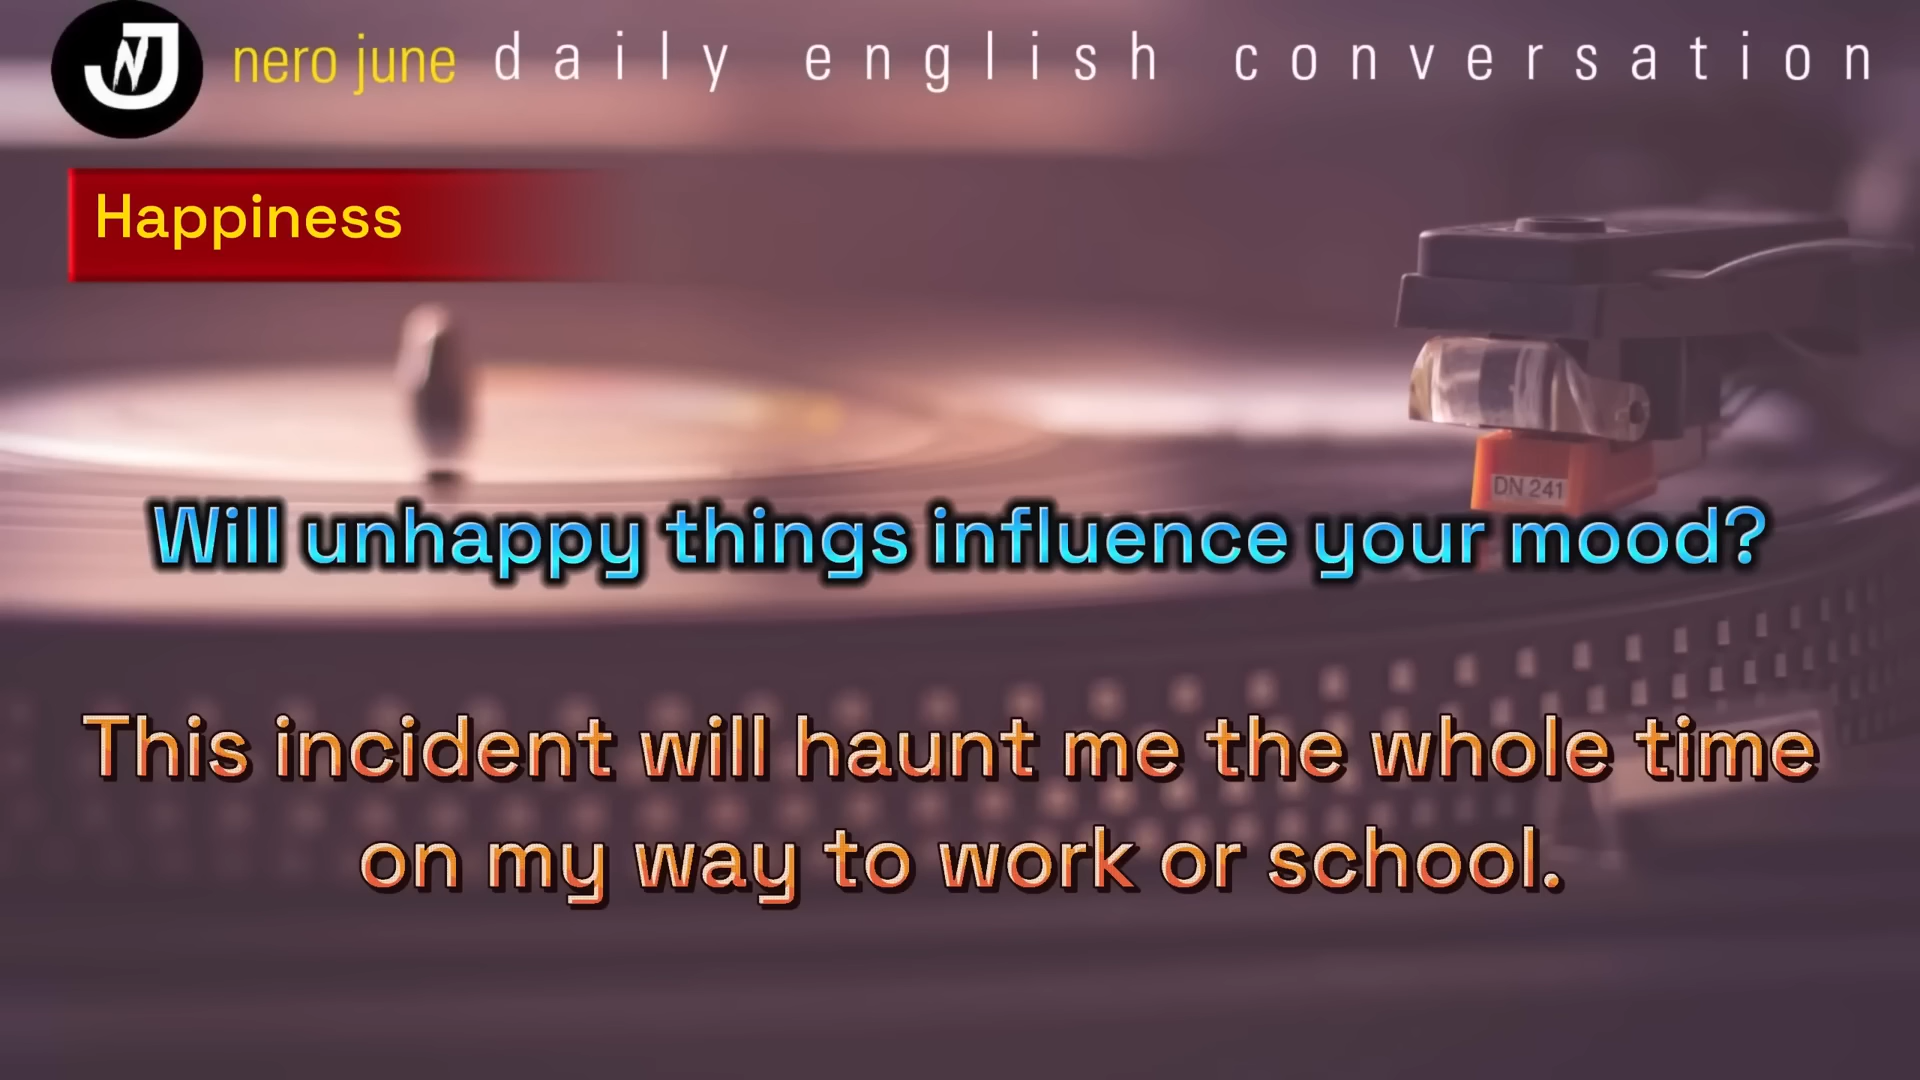 NJ nero june daily english conversation
Happiness
DN 241
Will unhappy things influence your mood?
This incident will haunt me the whole time
on my way to work or school.